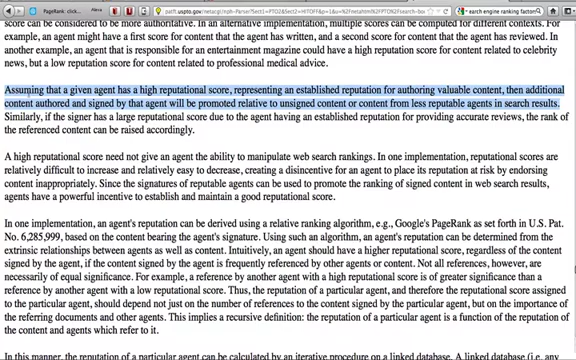 score can be considered to be more authoritative. In an alternative implementation, multiple scores can be computed for different contexts. For
example, an agent might have a first score for content that the agent has written, and a second score for content that the agent has reviewed. In
another example, an agent that is responsible for an entertainment magazine could have a high reputation score for content related to celebrity
news, but a low reputation score for content related to professional medical advice.
Assuming that a given agent has a high reputational score, representing an established reputation for authoring valuable content, then additional
content authored and signed by that agent will be promoted relative to unsigned content or content from less reputable agents in search results.
Similarly, if the signer has a large reputational score due to the agent having an established reputation for providing accurate reviews, the rank of
the referenced content can be raised accordingly.
A high reputational score need not give an agent the ability to manipulate web search rankings. In one implementation, reputational scores are
relatively difficult to increase and relatively easy to decrease, creating a disincentive for an agent to place its reputation at risk by endorsing
content inappropriately. Since the signatures of reputable agents can be used to promote the ranking of signed content in web search results,
agents have a powerful incentive to establish and maintain a good reputational score.
In one implementation, an agent's reputation can be derived using a relative ranking algorithm, e.g., Google's PageRank as set forth in U.S. Pat.
No. 6,285,999, based on the content bearing the agent's signature. Using such an algorithm, an agent's reputation can be determined from the
extrinsic relationships between agents as well as content. Intuitively, an agent should have a higher reputational score, regardless of the content
signed by the agent, if the content signed by the agent is frequently referenced by other agents or content. Not all references, however, are
necessarily of equal significance. For example, a reference by another agent with a high reputational score is of greater significance than a
reference by another agent with a low reputational score. Thus, the reputation of a particular agent, and therefore the reputational score assigned
to the particular agent, should depend not just on the number of references to the content signed by the particular agent, but on the importance of
the referring documents and other agents. This implies a recursive definition: the reputation of a particular agent is a function of the reputation of
the content and agents which refer to it.
In this manner, the reputation of a particular agent can be calculated by an iterative procedure on a linked database. A linked database (i.e. any